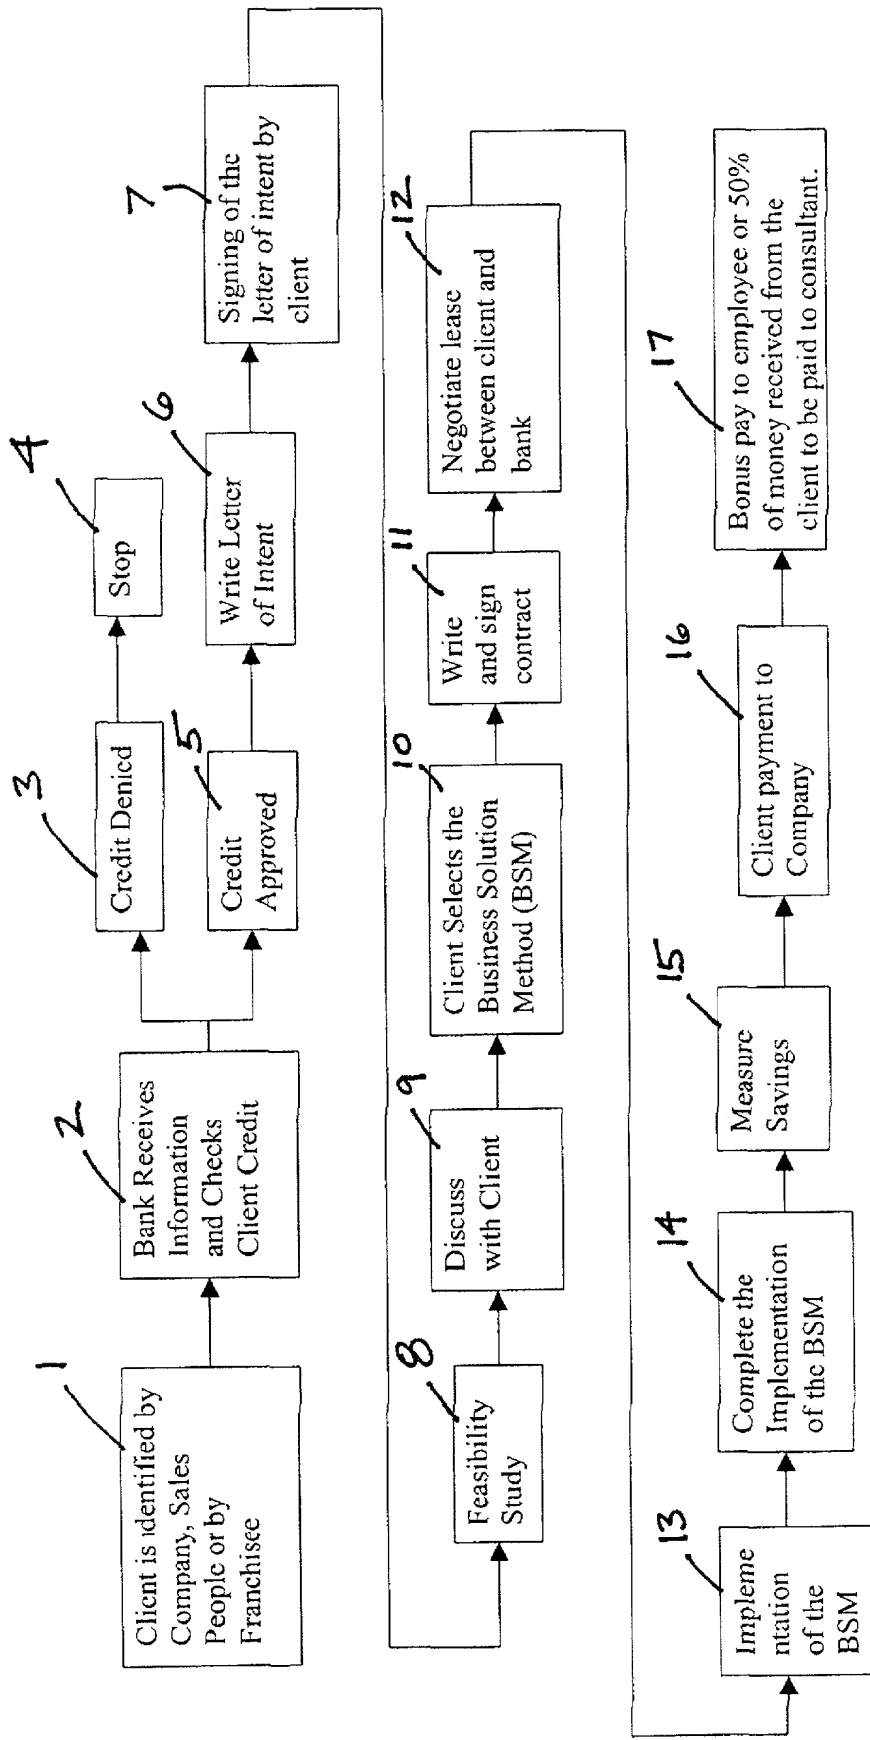 1
Client is identified by
Company, Sales
People or by
Franchisee
2
Bank Receives
Information
and Checks
Client Credit
3
Credit Denied
4
Stop
5
Credit
Approved
6
Write Letter
of Intent
7
Signing of the
letter of intent by
client
8
Feasibility
Study
9
Discuss
with Client
10
Client Selects the
Business Solution
Method (BSM)
11
Write
and sign
contract
12
Negotiate lease
between client and
bank
13
Impleme
ntation
of the
BSM
14
Complete the
Implementation
of the BSM
15
Measure
Savings
16
Client payment to
Company
17
Bonus pay to employee or 50%
of money received from the
client to be paid to consultant.